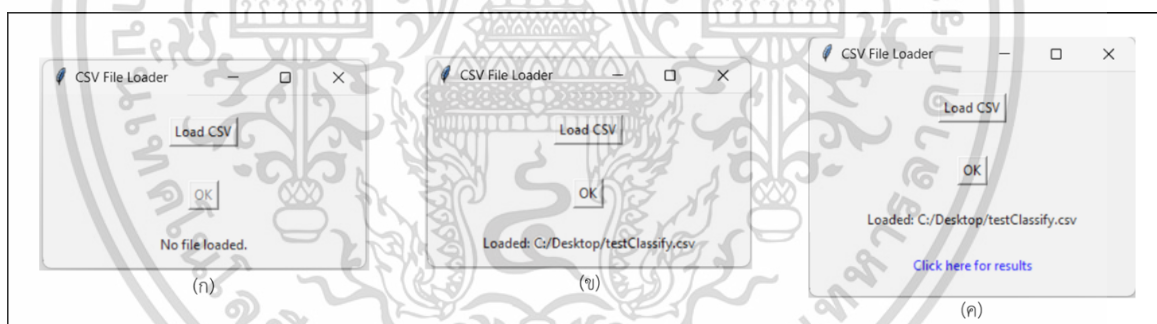 CSV File Loader
Load CSV
OK
No file loaded.
(ก)
CSV File Loader
Load CSV
OK
Loaded: C:/Desktop/testClassify.csv
(ข)
CSV File Loader
Load CSV
OK
Loaded: C:/Desktop/testClassify.csv
Click here for results
(ค)